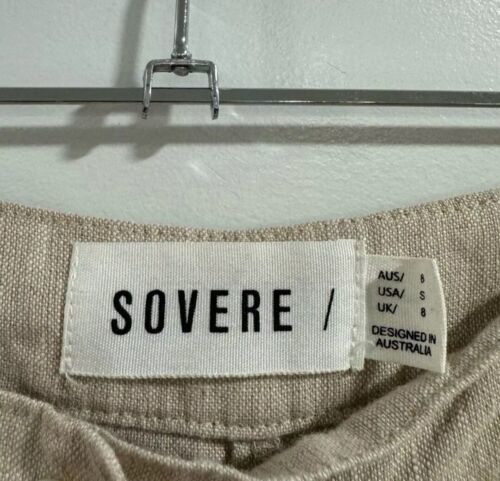 SOVERE /
AUS/ 8
USA/ S
UK/ 8
DESIGNED IN
AUSTRALIA